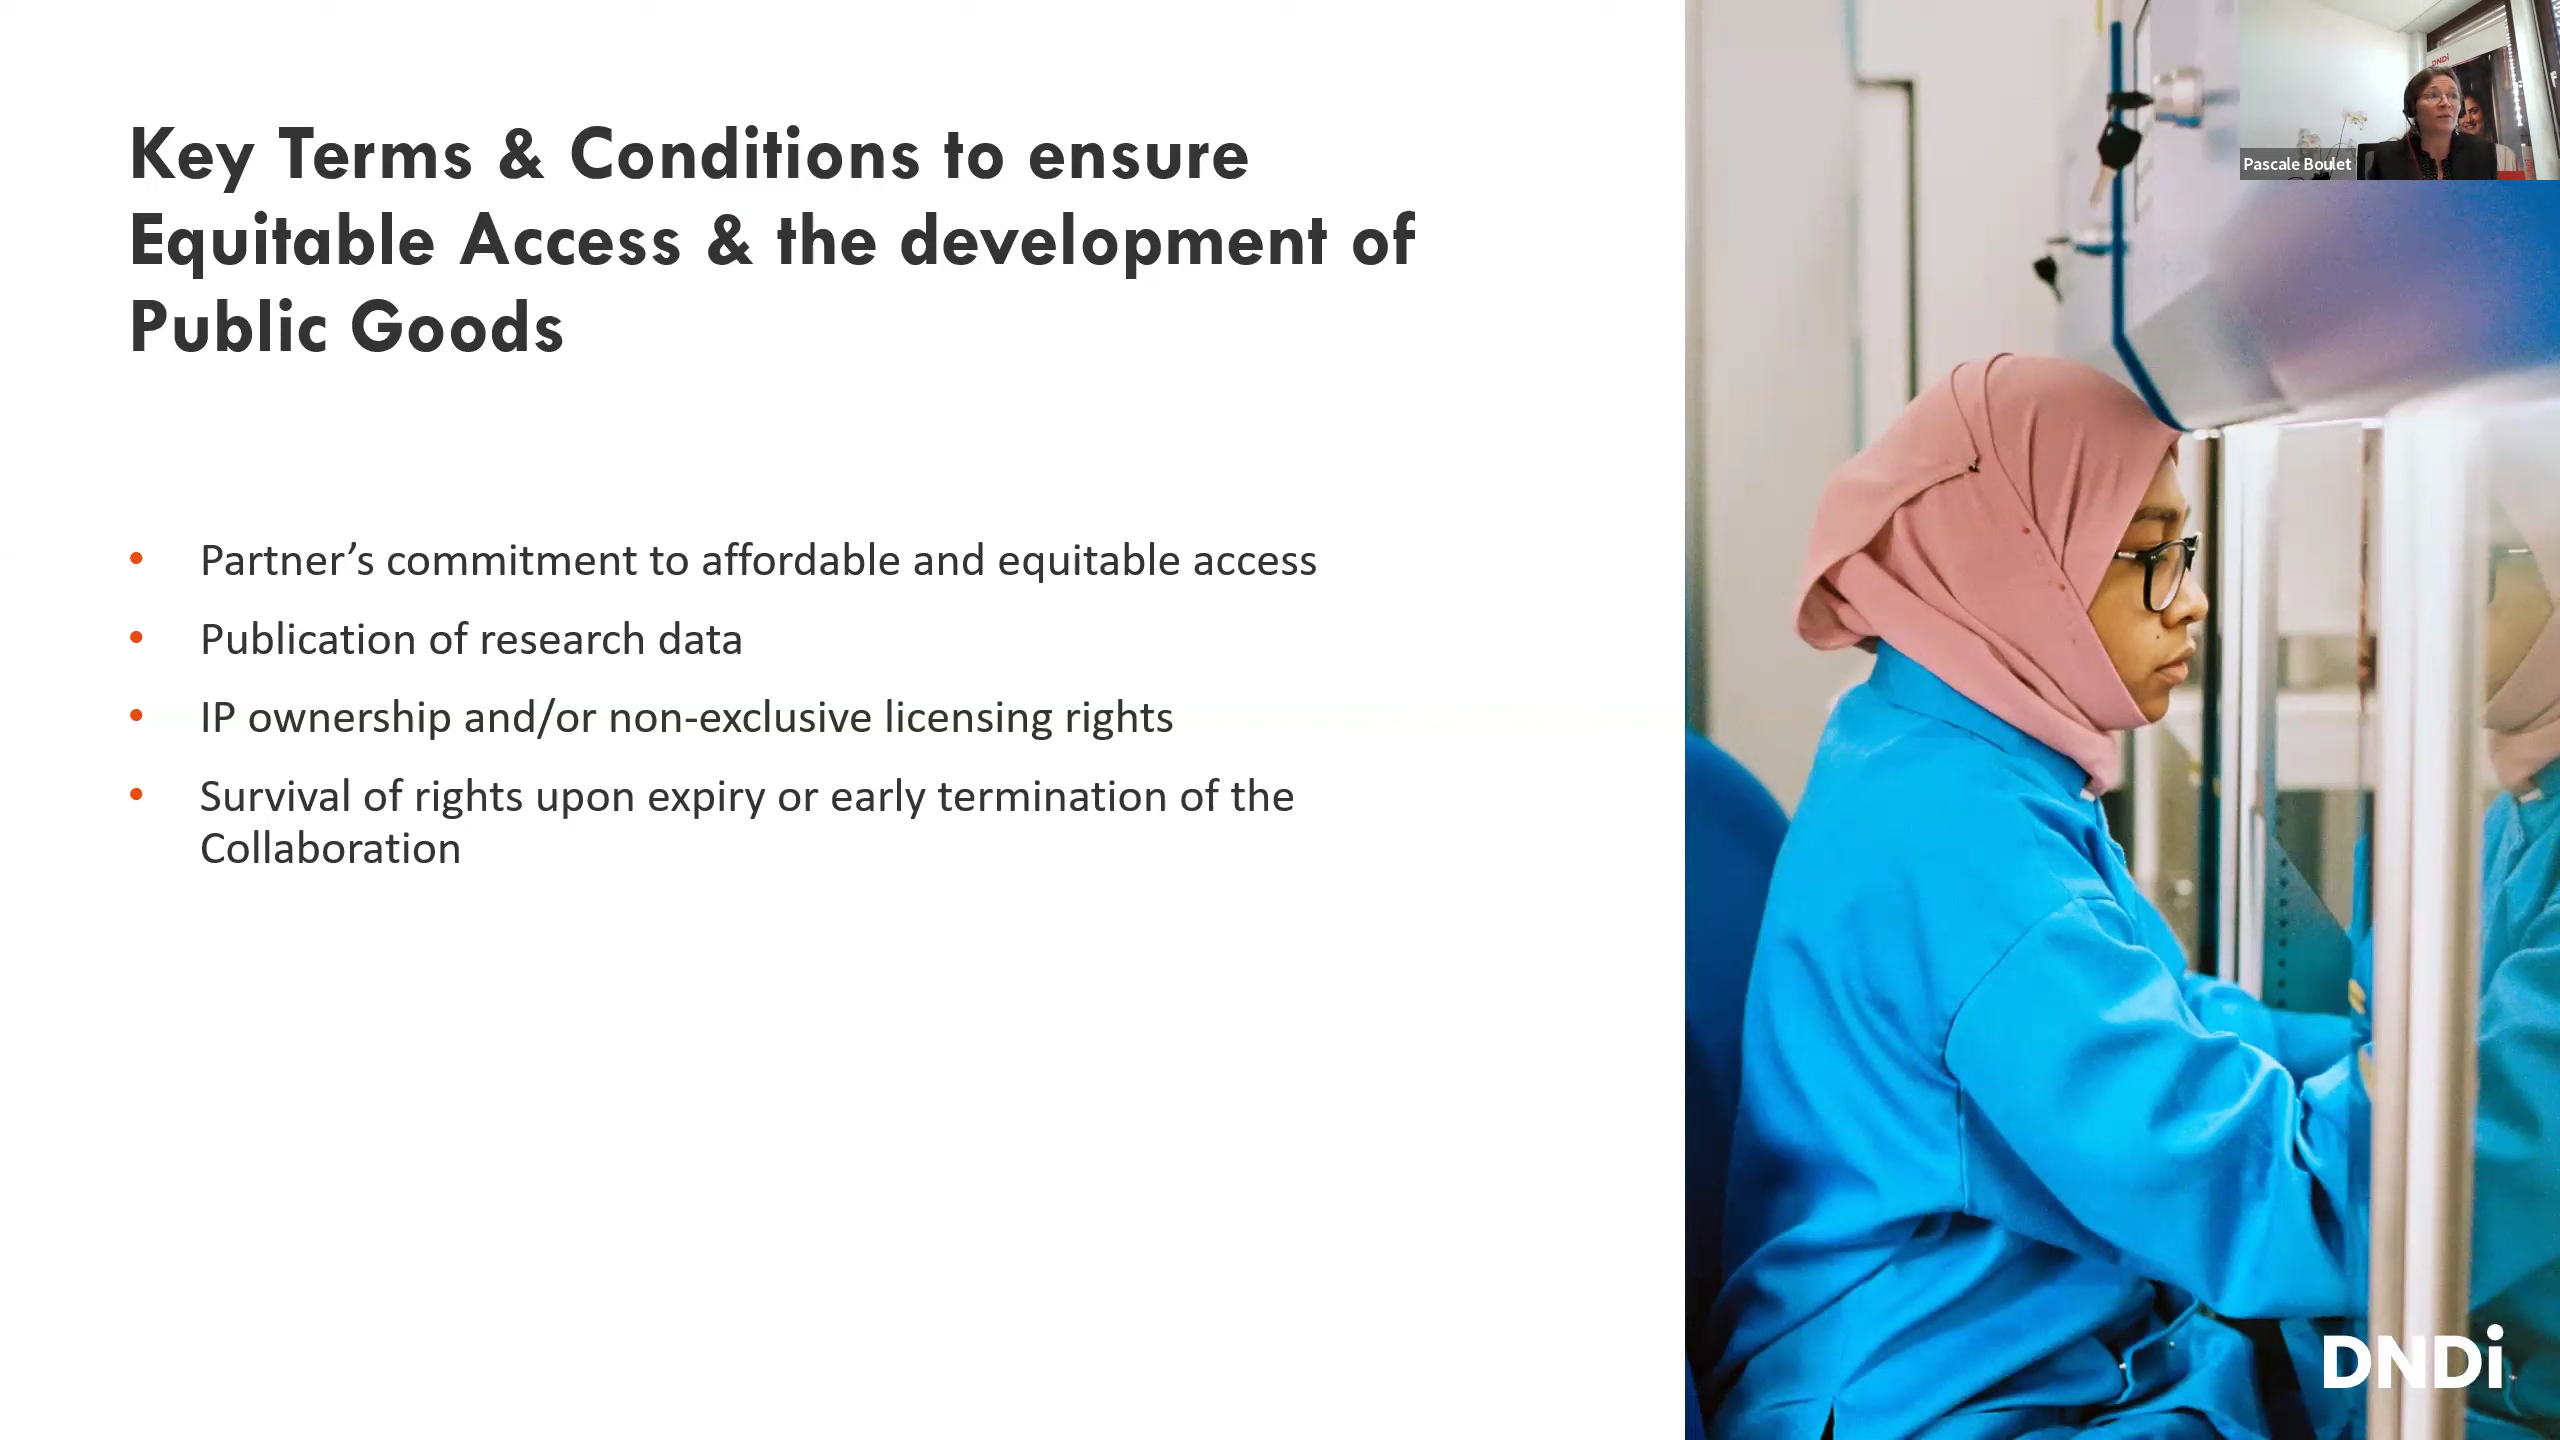 Key Terms & Conditions to ensure
Equitable Access & the development of
Public Goods
• Partner’s commitment to affordable and equitable access
• Publication of research data
• IP ownership and/or non-exclusive licensing rights
• Survival of rights upon expiry or early termination of the
Collaboration
DNDi
Pascale Boulet
DNDi